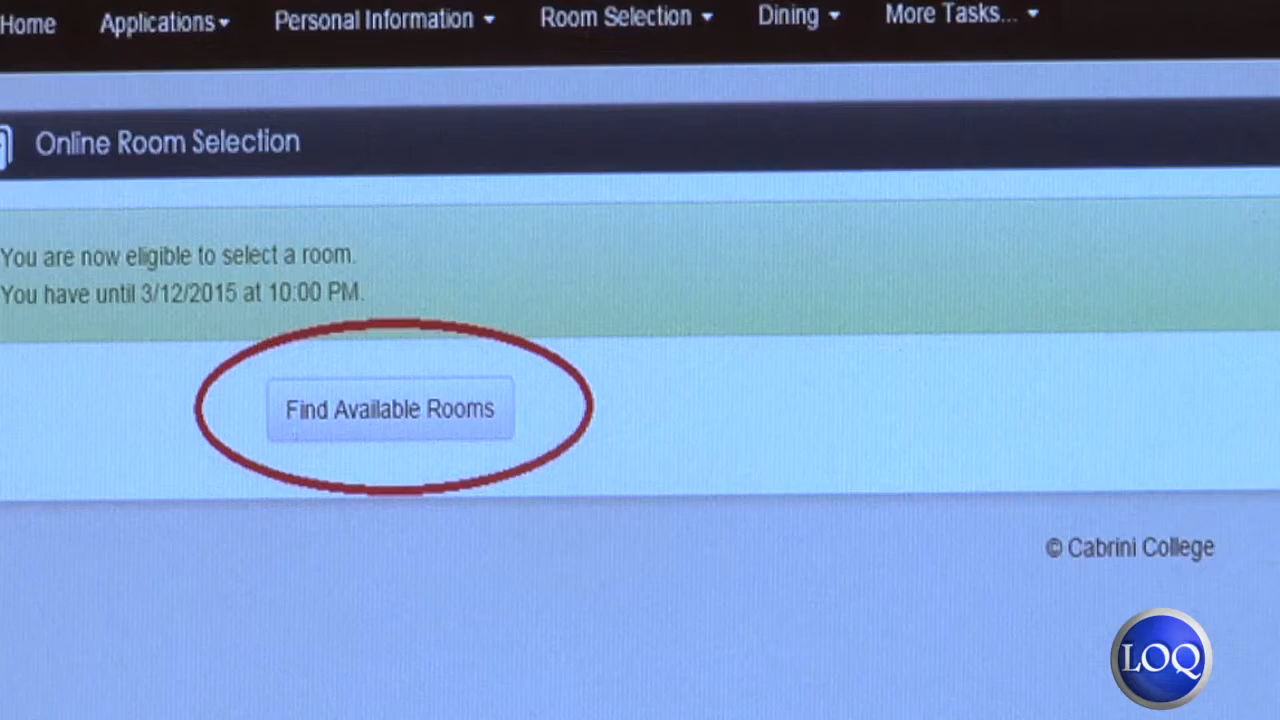 Home Applications Personal Information Room Selection Dining More Tasks...
Online Room Selection
You are now eligible to select a room.
You have until 3/12/2015 at 10:00 PM.
Find Available Rooms
© Cabrini College
LOQ